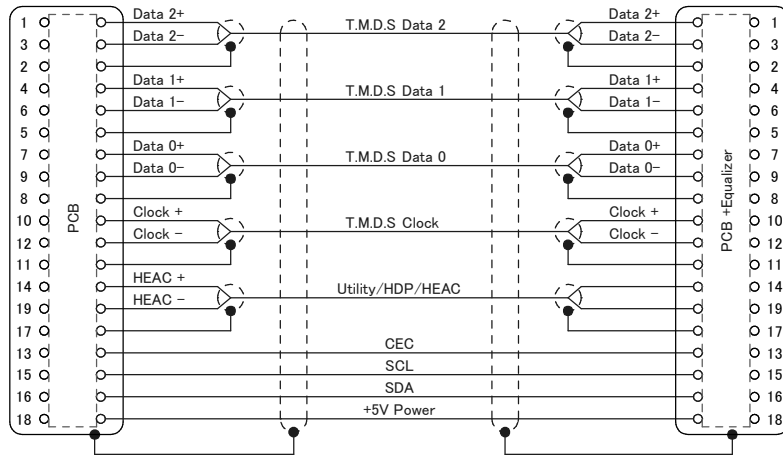 1 Data 2+ Data 2+ 1
T.M.D.S Data 2
3 Data 2- Data 2- 3
2 2
4 Data 1+ Data 1+ 4
T.M.D.S Data 1
6 Data 1- Data 1- 6
5 5
7 Data 0+ Data 0+ 7
T.M.D.S Data 0
9 Data 0- Data 0- 9
8 8
PCB
PCB +Equalizer
10 Clock + Clock + 10
T.M.D.S Clock
12 Clock - Clock - 12
11 11
14 HEAC + 14
Utility/HDP/HEAC
19 HEAC - 19
17 17
13 CEC 13
15 SCL 15
16 SDA 16
18 +5V Power 18